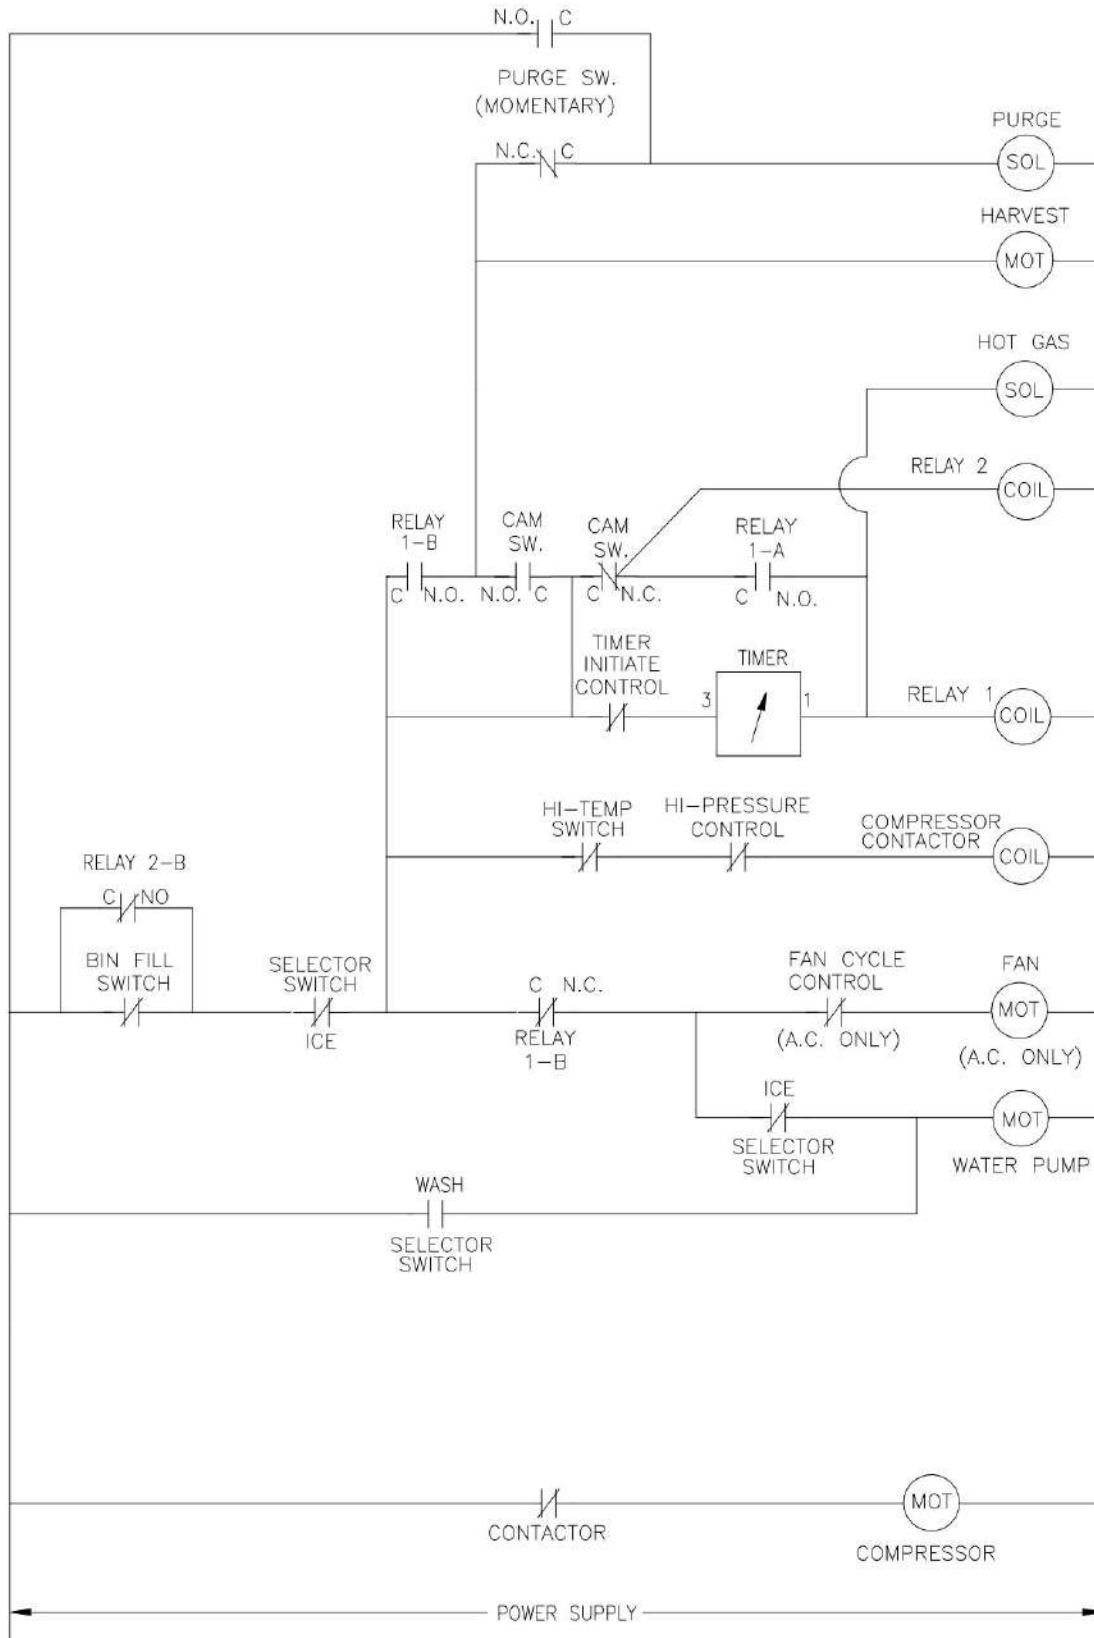 N.O. C
PURGE SW.
(MOMENTARY)
N.C. C
PURGE
SOL
HARVEST
MOT
HOT GAS
SOL
RELAY 2
COIL
RELAY
1-B
CAM
SW.
CAM
SW.
RELAY
1-A
C N.O.
N.O. C
C N.C.
C N.O.
TIMER
INITIATE
CONTROL
TIMER
3
1
RELAY 1
COIL
HI-TEMP
SWITCH
HI-PRESSURE
CONTROL
COMPRESSOR
CONTACTOR
COIL
RELAY 2-B
C NO
BIN FILL
SWITCH
SELECTOR
SWITCH
ICE
C N.C.
RELAY
1-B
FAN CYCLE
CONTROL
(A.C. ONLY)
FAN
MOT
(A.C. ONLY)
ICE
SELECTOR
SWITCH
MOT
WATER PUMP
WASH
SELECTOR
SWITCH
CONTACTOR
MOT
COMPRESSOR
POWER SUPPLY